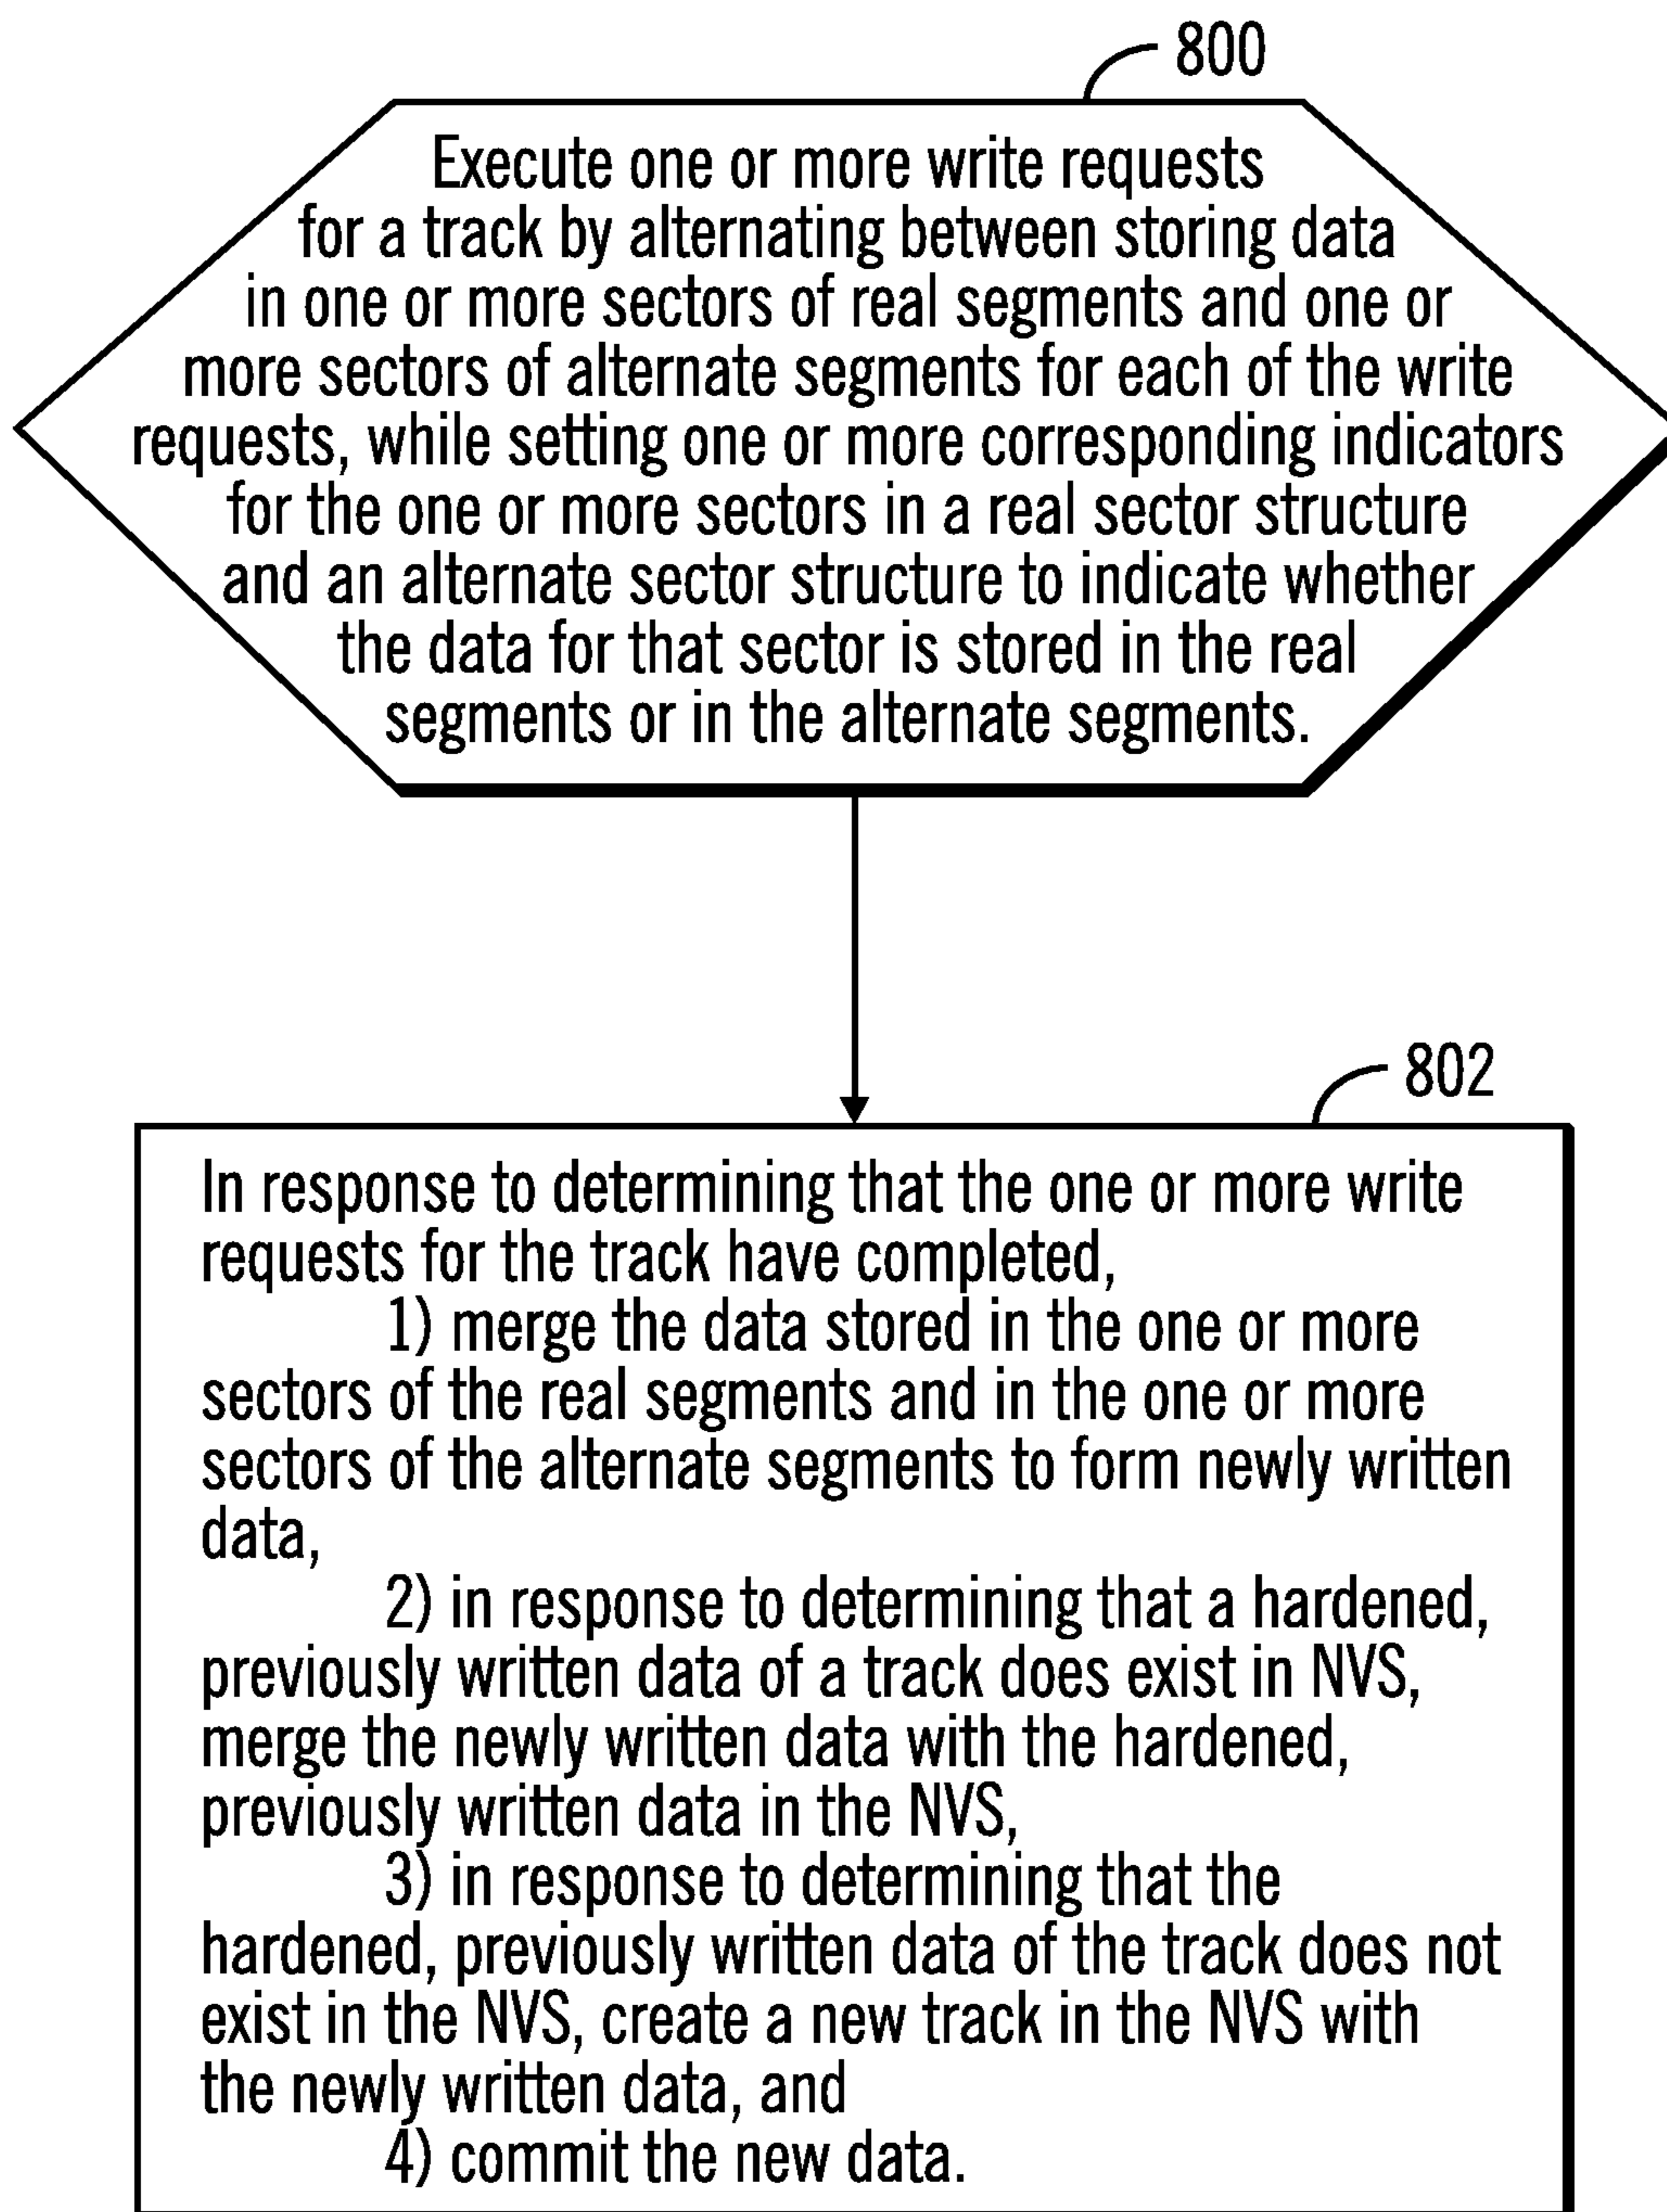 800
Execute one or more write requests
for a track by alternating between storing data
in one or more sectors of real segments and one or
more sectors of alternate segments for each of the write
requests, while setting one or more corresponding indicators
for the one or more sectors in a real sector structure
and an alternate sector structure to indicate whether
the data for that sector is stored in the real
segments or in the alternate segments.
802
In response to determining that the one or more write
requests for the track have completed,
1) merge the data stored in the one or more
sectors of the real segments and in the one or more
sectors of the alternate segments to form newly written
data,
2) in response to determining that a hardened,
previously written data of a track does exist in NVS,
merge the newly written data with the hardened,
previously written data in the NVS,
3) in response to determining that the
hardened, previously written data of the track does not
exist in the NVS, create a new track in the NVS with
the newly written data, and
4) commit the new data.